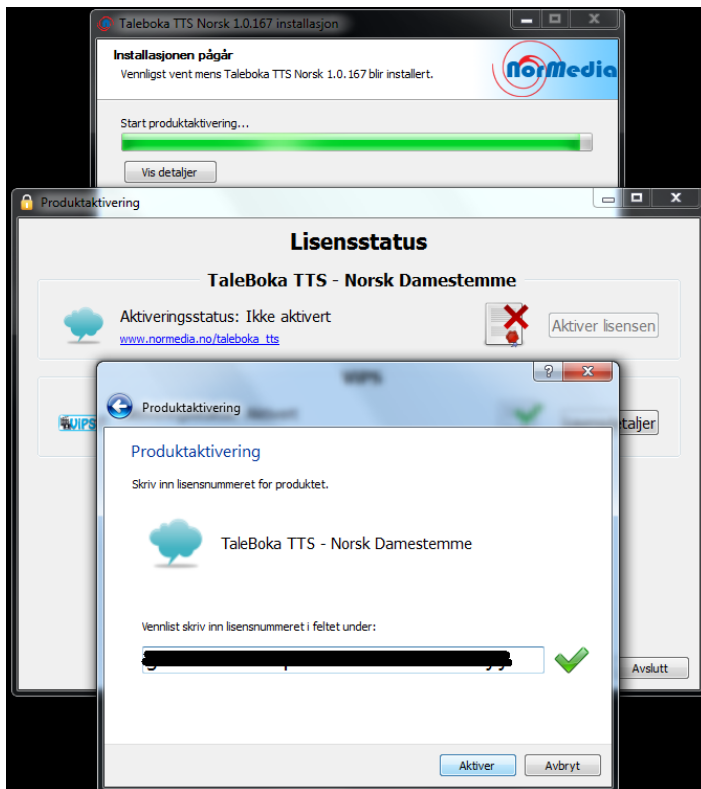 Taleboka TTS Norsk 1.0.167 installasjon
Installasjonen pågår
Vennligst vent mens Taleboka TTS Norsk 1.0.167 blir installert.
NorMedia
Start produktaktivering...
Vis detaljer
Produktaktivering
Lisensstatus
TaleBoka TTS - Norsk Damestemme
Aktiveringsstatus: Ikke aktivert
www.normedia.no/taleboka_tts
Aktiver lisensen
VIPS
VIPS
Produktaktivering
Produktaktivering
Skriv inn lisensnummeret for produktet.
TaleBoka TTS - Norsk Damestemme
Vennlist skriv inn lisensnummeret i feltet under:
Avslutt
Aktiver
Avbryt